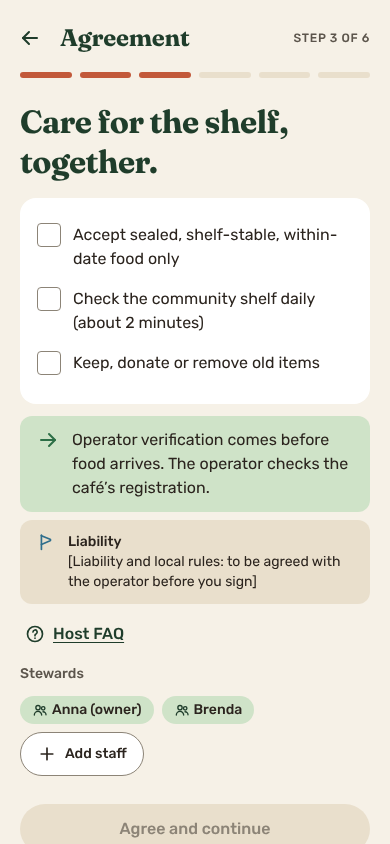 Agreement
STEP 3 OF 6
Care for the shelf,
together.
Accept sealed, shelf-stable, within-
date food only
Check the community shelf daily
(about 2 minutes)
Keep, donate or remove old items
Operator verification comes before
food arrives. The operator checks the
café’s registration.
Liability
[Liability and local rules: to be agreed with
the operator before you sign]
Host FAQ
Stewards
Anna (owner)
Brenda
Add staff
Agree and continue